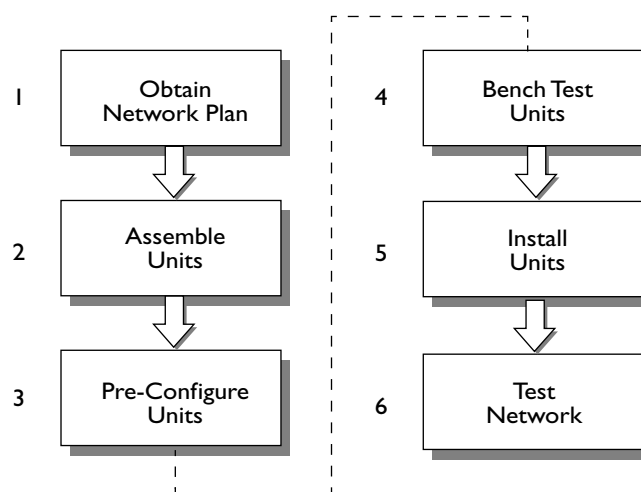 1
Obtain
Network Plan
2
Assemble
Units
3
Pre-Configure
Units
4
Bench Test
Units
5
Install
Units
6
Test
Network